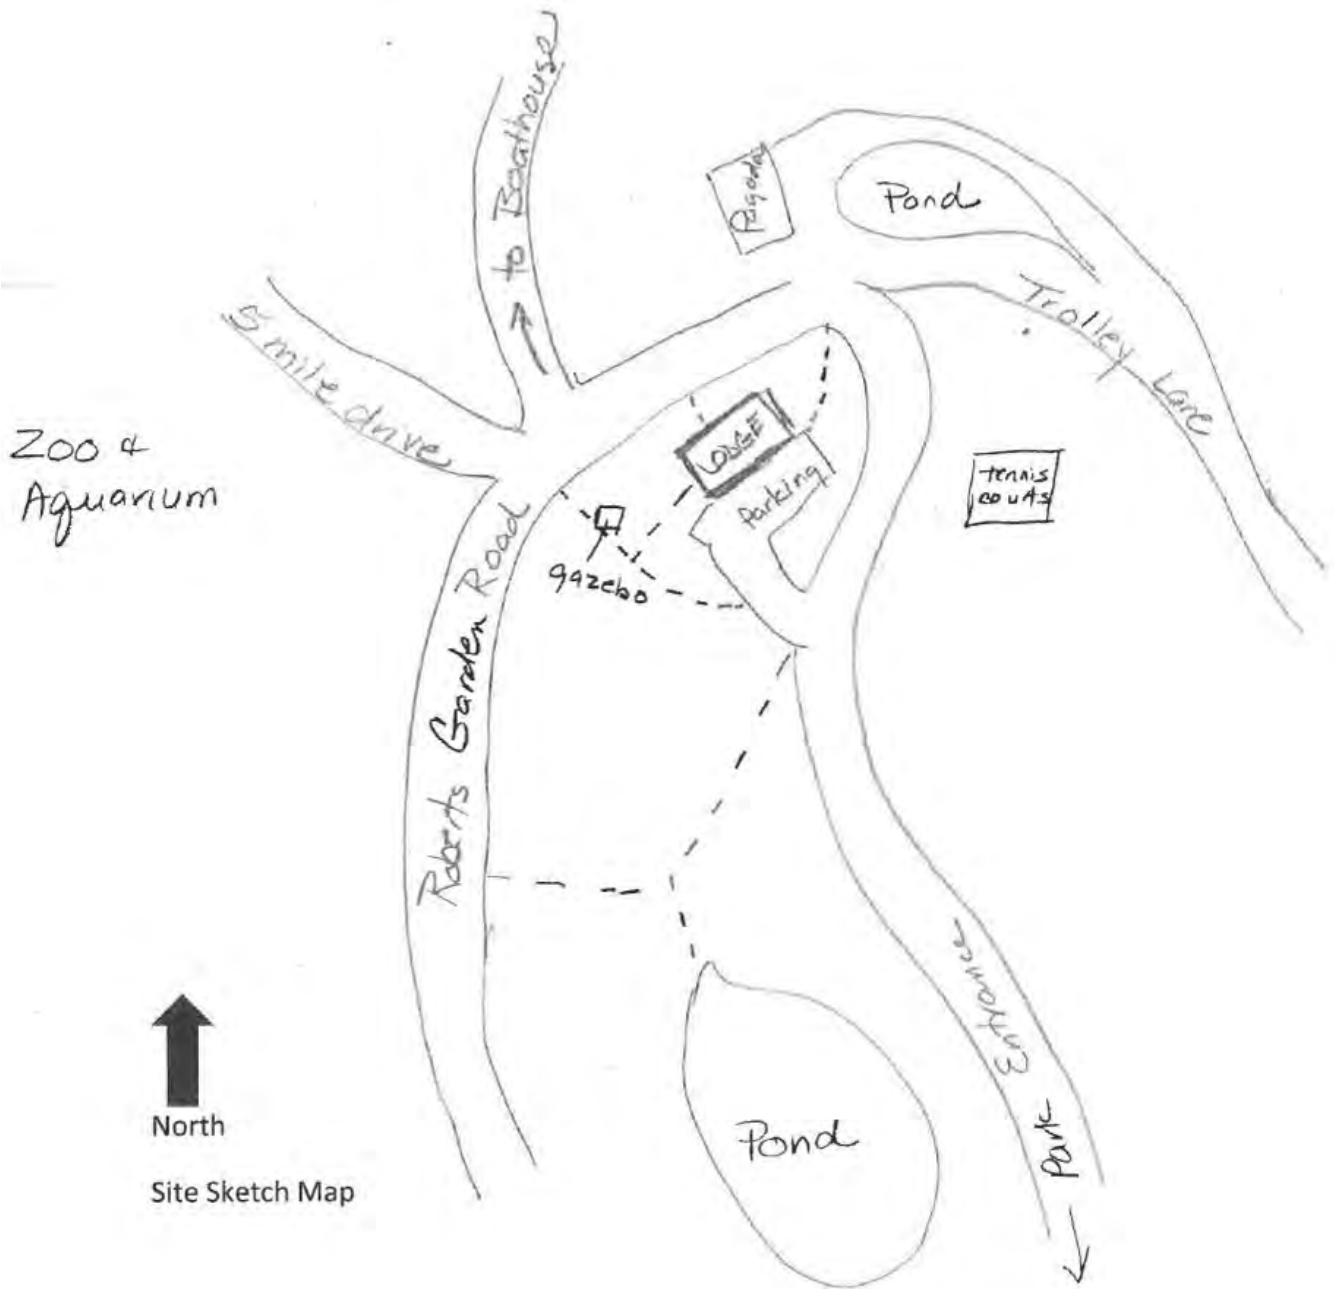 → to Boathouse
Pagoda
Pond
5 mile drive
Trolley Lane
Zoo &
Aquarium
LODGE
Parking
tennis
courts
gazebo
Roberts Garden Road
Park Entrance
North
Site Sketch Map
Pond